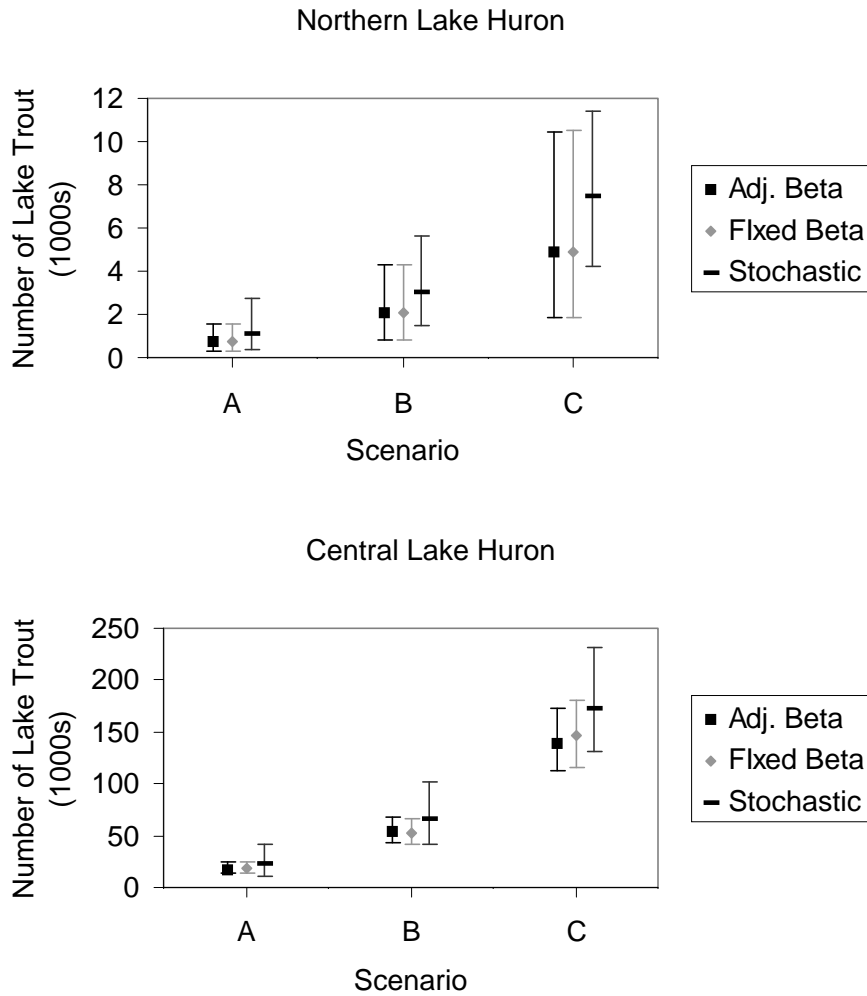 Northern Lake Huron
Number of Lake Trout
(1000s)
12
10
8
6
4
2
0
A B C
Scenario
Adj. Beta
FIxed Beta
Stochastic
Central Lake Huron
Number of Lake Trout
(1000s)
250
200
150
100
50
0
A B C
Scenario
Adj. Beta
FIxed Beta
Stochastic